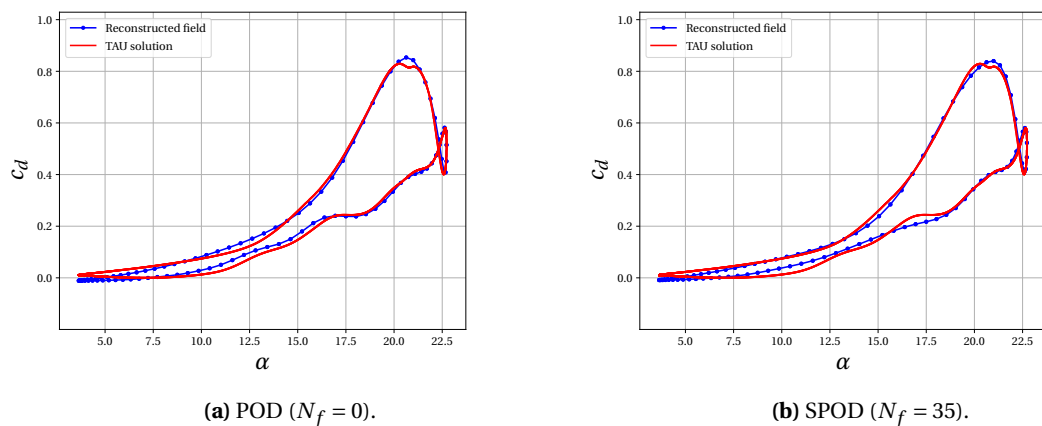 1.0
0.8
0.6
0.4
0.2
0.0
c_d
Reconstructed field
TAU solution
5.0 7.5 10.0 12.5 15.0 17.5 20.0 22.5
α
(a) POD (N_f = 0).
1.0
0.8
0.6
0.4
0.2
0.0
c_d
Reconstructed field
TAU solution
5.0 7.5 10.0 12.5 15.0 17.5 20.0 22.5
α
(b) SPOD (N_f = 35).